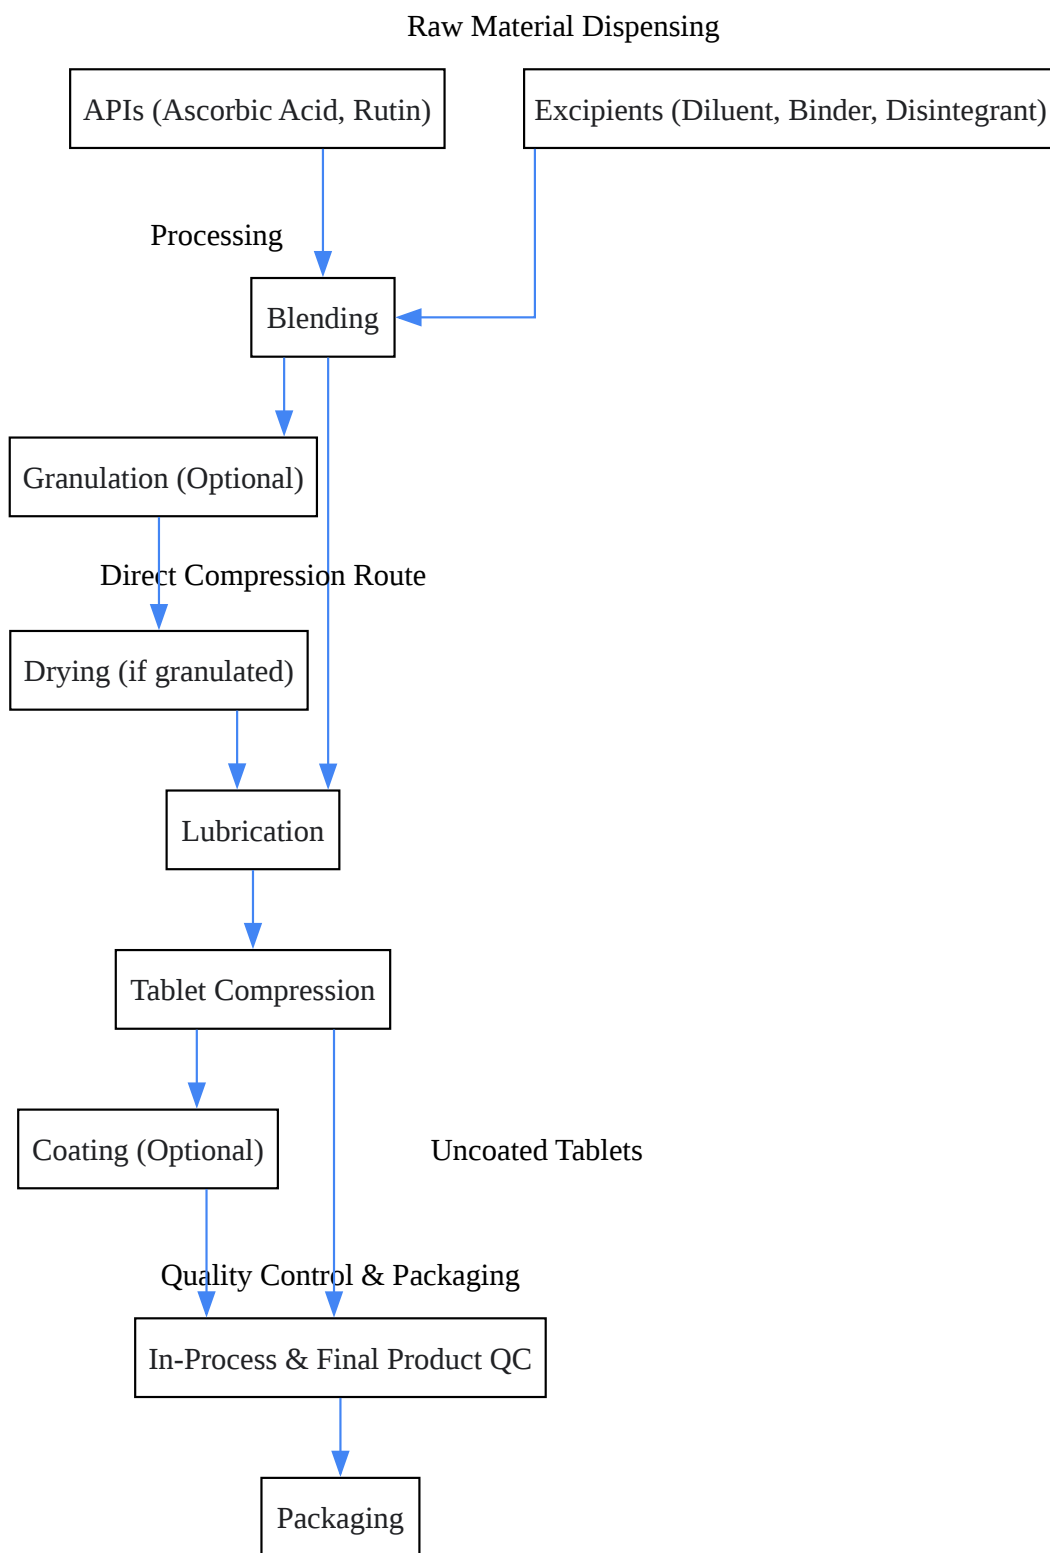 Raw Material Dispensing
APIs (Ascorbic Acid, Rutin)
Excipients (Diluent, Binder, Disintegrant)
Processing
Blending
Granulation (Optional)
Direct Compression Route
Drying (if granulated)
Lubrication
Tablet Compression
Coating (Optional)
Uncoated Tablets
Quality Control & Packaging
In-Process & Final Product QC
Packaging